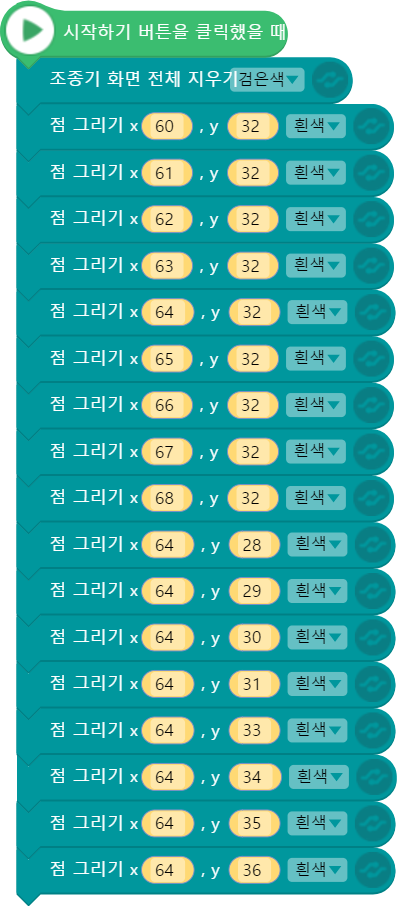 시작하기 버튼을 클릭했을 때
조종기 화면 전체 지우기 검은색
점 그리기 x 60 , y 32 흰색
점 그리기 x 61 , y 32 흰색
점 그리기 x 62 , y 32 흰색
점 그리기 x 63 , y 32 흰색
점 그리기 x 64 , y 32 흰색
점 그리기 x 65 , y 32 흰색
점 그리기 x 66 , y 32 흰색
점 그리기 x 67 , y 32 흰색
점 그리기 x 68 , y 32 흰색
점 그리기 x 64 , y 28 흰색
점 그리기 x 64 , y 29 흰색
점 그리기 x 64 , y 30 흰색
점 그리기 x 64 , y 31 흰색
점 그리기 x 64 , y 33 흰색
점 그리기 x 64 , y 34 흰색
점 그리기 x 64 , y 35 흰색
점 그리기 x 64 , y 36 흰색